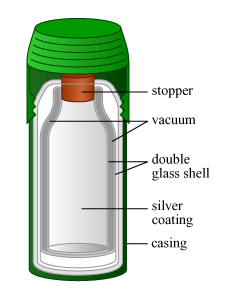 stopper
vacuum
double
glass shell
silver
coating
casing